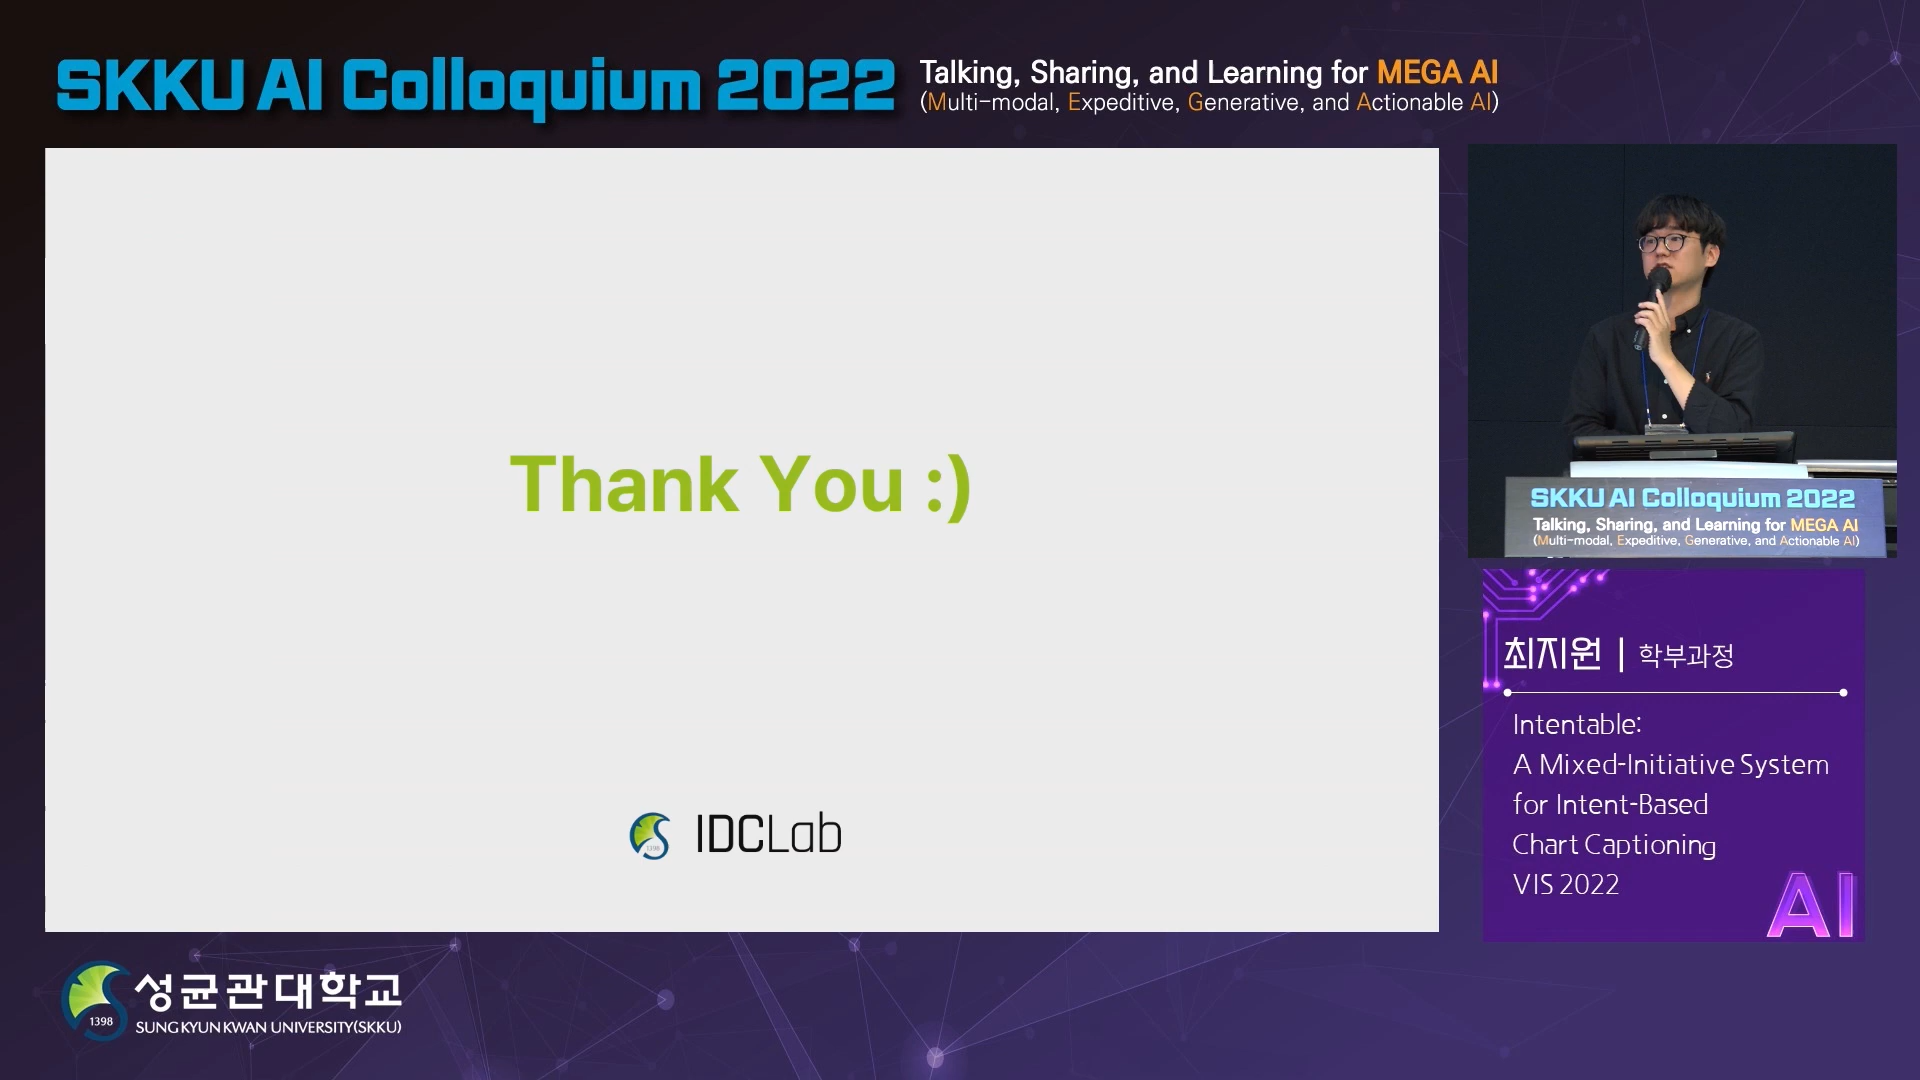 SKKU AI Colloquium 2022
Talking, Sharing, and Learning for MEGA AI
(Multi-modal, Expeditive, Generative, and Actionable AI)
Thank You :)
1398
IDCLab
SKKU AI Colloquium 2022
Talking, Sharing, and Learning for MEGA AI
(Multi-modal, Expeditive, Generative, and Actionable AI)
최지원 | 학부과정
Intentable:
A Mixed-Initiative System
for Intent-Based
Chart Captioning
VIS 2022
AI
1398
성균관대학교
SUNG KYUN KWAN UNIVERSITY(SKKU)